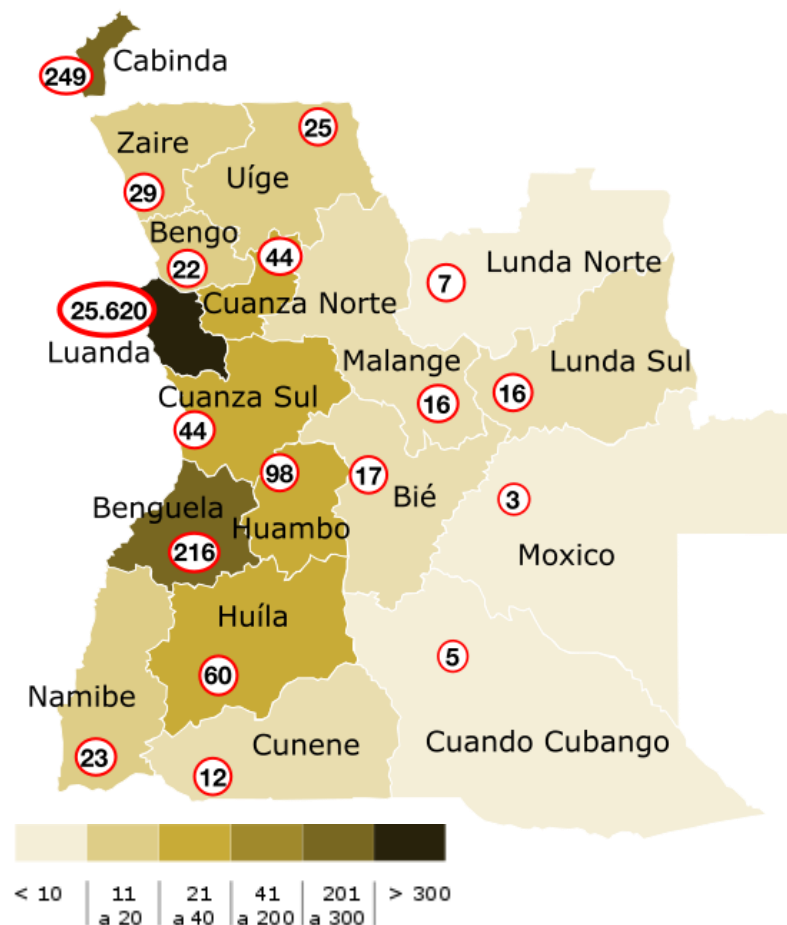 Cabinda
249
Zaire
25
Uíge
29
Bengo
44
22
Lunda Norte
7
25.620
Cuanza Norte
Luanda
Malange
Lunda Sul
Cuanza Sul
16
16
44
98
17
Bié
3
Benguela
Huambo
216
Moxico
Huíla
5
60
Namibe
Cunene
Cuando Cubango
23
12
< 10
11
a 20
21
a 40
41
a 200
201
a 300
> 300